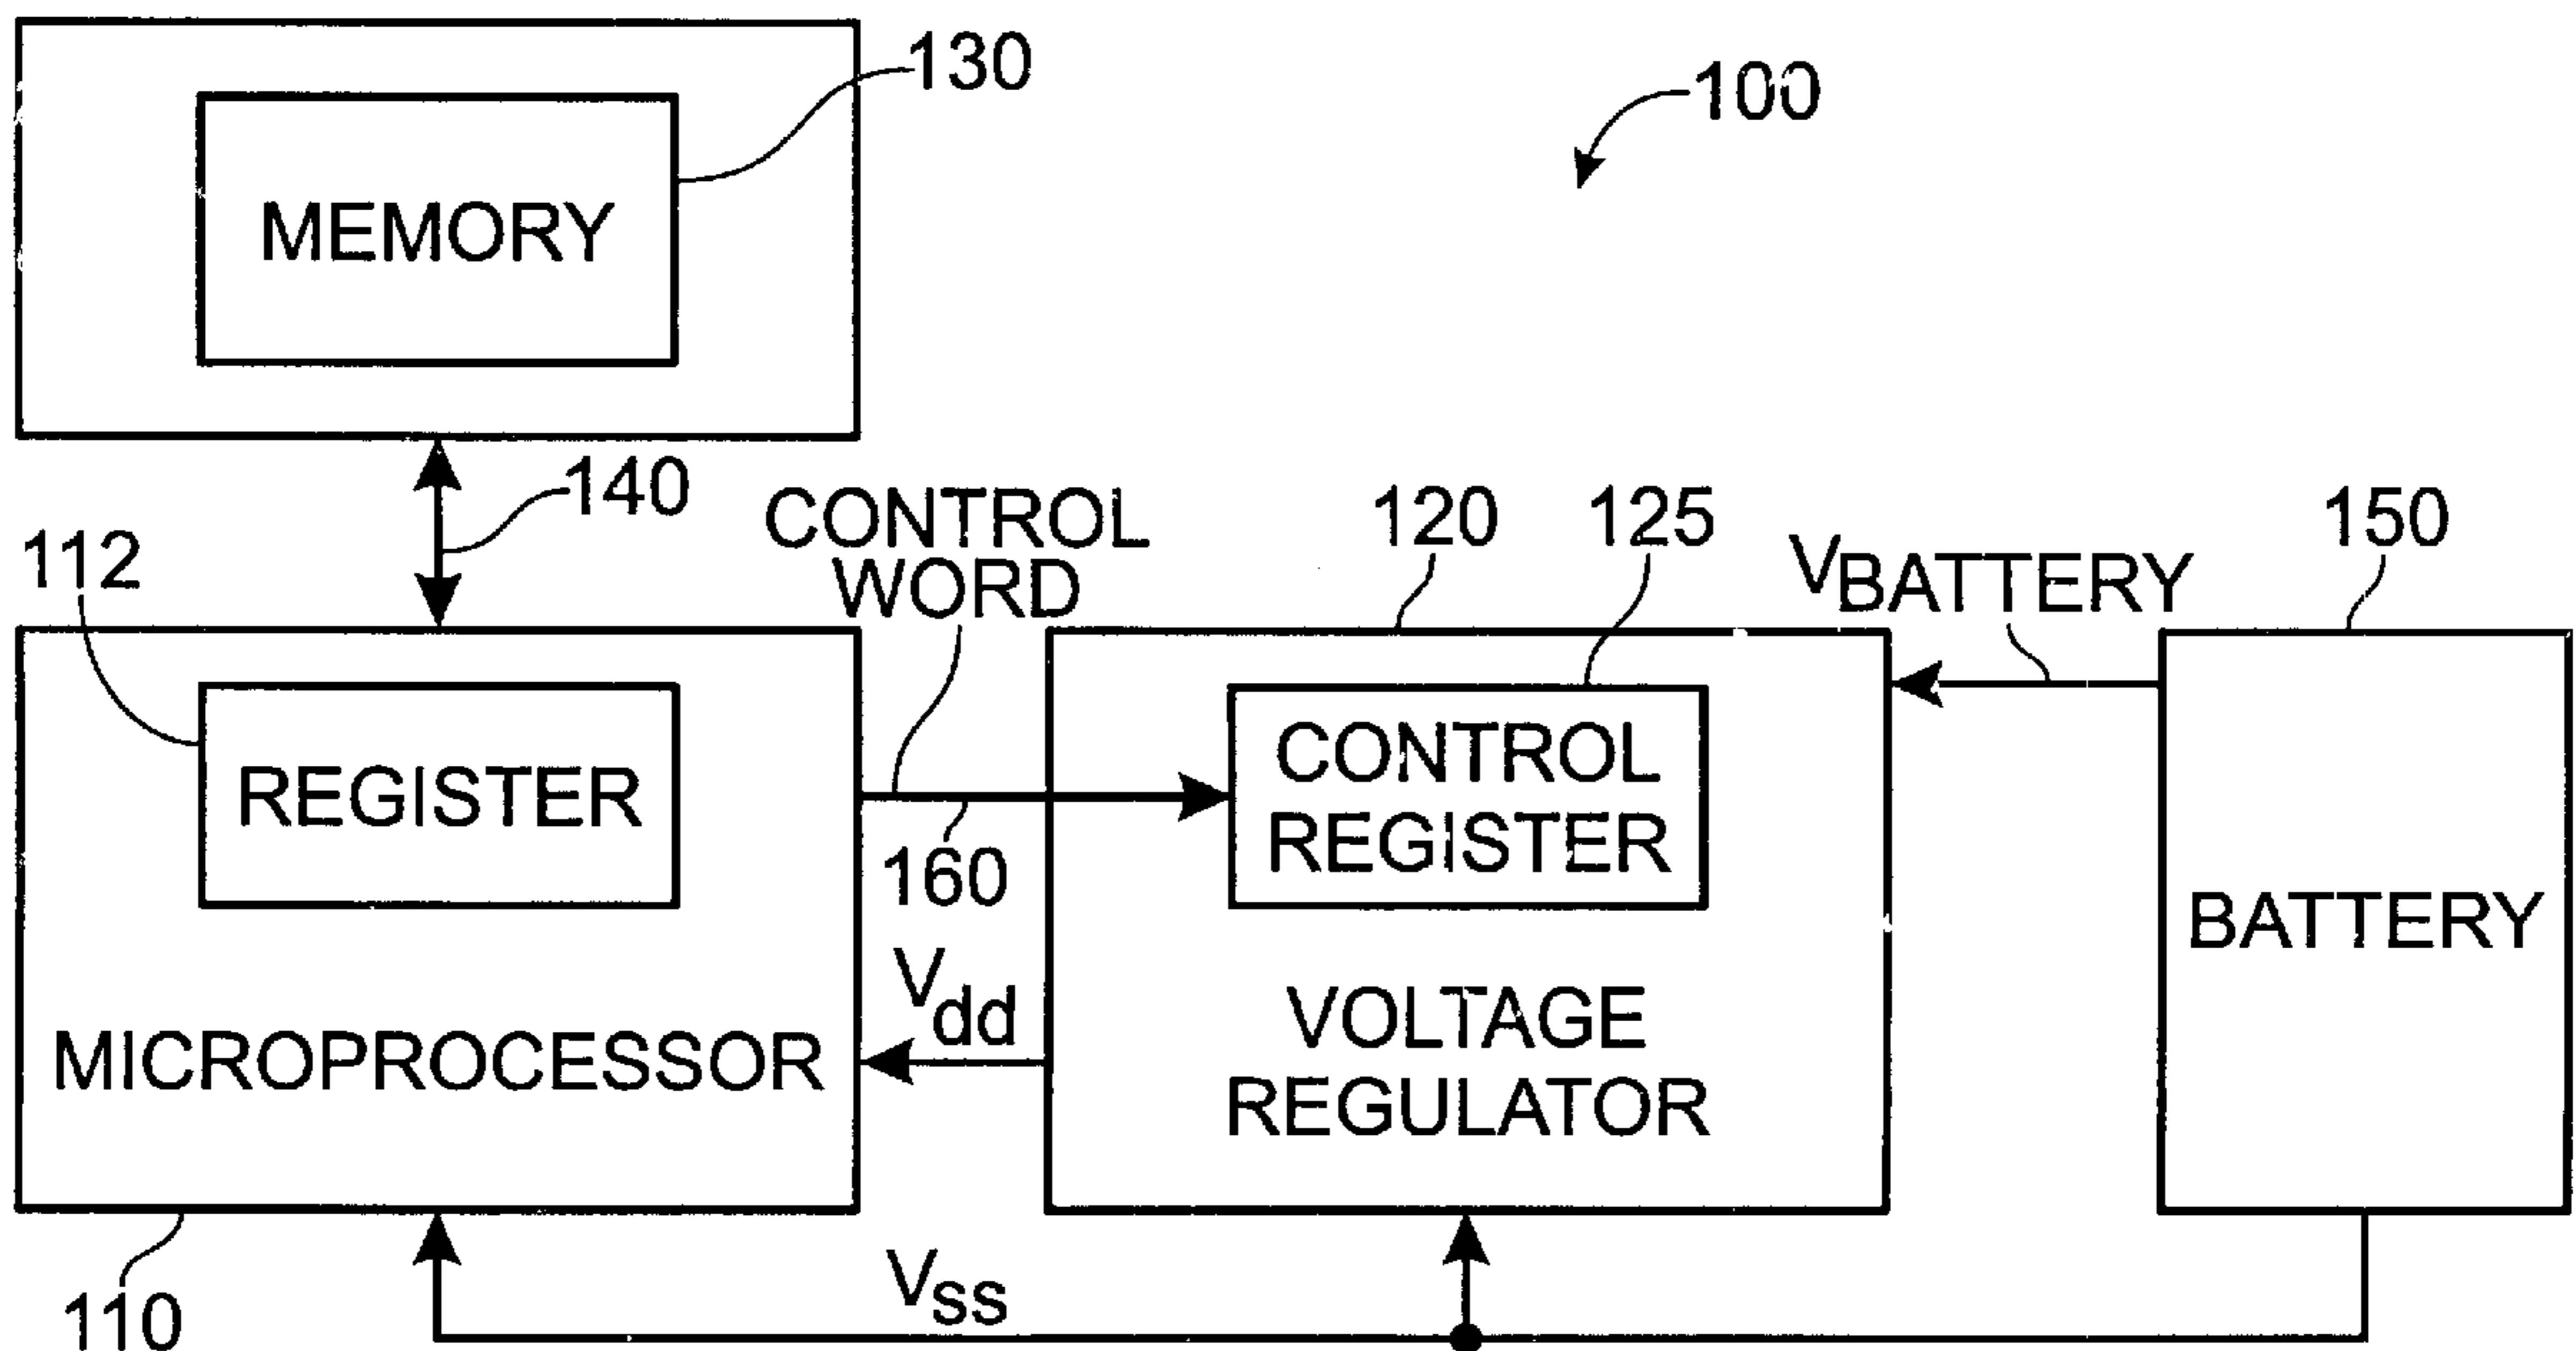 130
100
MEMORY
140
CONTROL
WORD
120
125
150
112
VBATTERY
REGISTER
CONTROL
REGISTER
160
BATTERY
Vdd
MICROPROCESSOR
VOLTAGE
REGULATOR
Vss
110